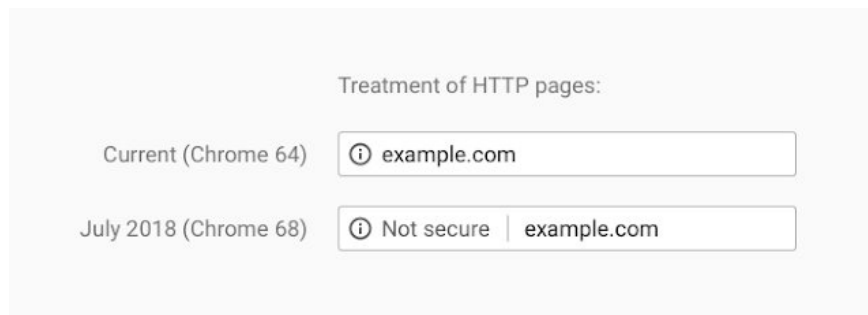 Treatment of HTTP pages:
Current (Chrome 64) example.com
July 2018 (Chrome 68) Not secure example.com